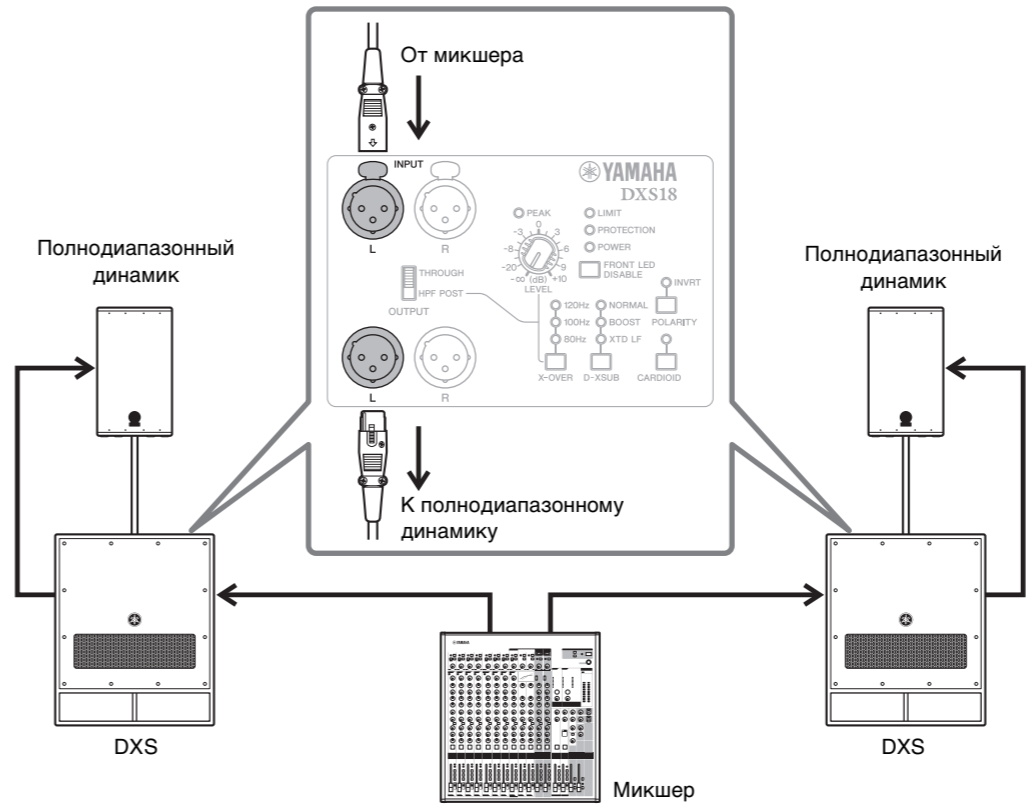 От микшера
INPUT
YAMAHA
DXS18
L
R
PEAK
LIMIT
PROTECTION
POWER
FRONT LED
DISABLE
0
-3
3
-8
6
-20
9
-∞ (dB) +10
LEVEL
THROUGH
HPF POST
OUTPUT
INVRT
POLARITY
120Hz
NORMAL
100Hz
BOOST
80Hz
XTD LF
X-OVER
D-XSUB
CARDIOID
L
R
К полнодиапазонному
динамику
Полнодиапазонный
динамик
Полнодиапазонный
динамик
DXS
DXS
YAMAHA
Микшер